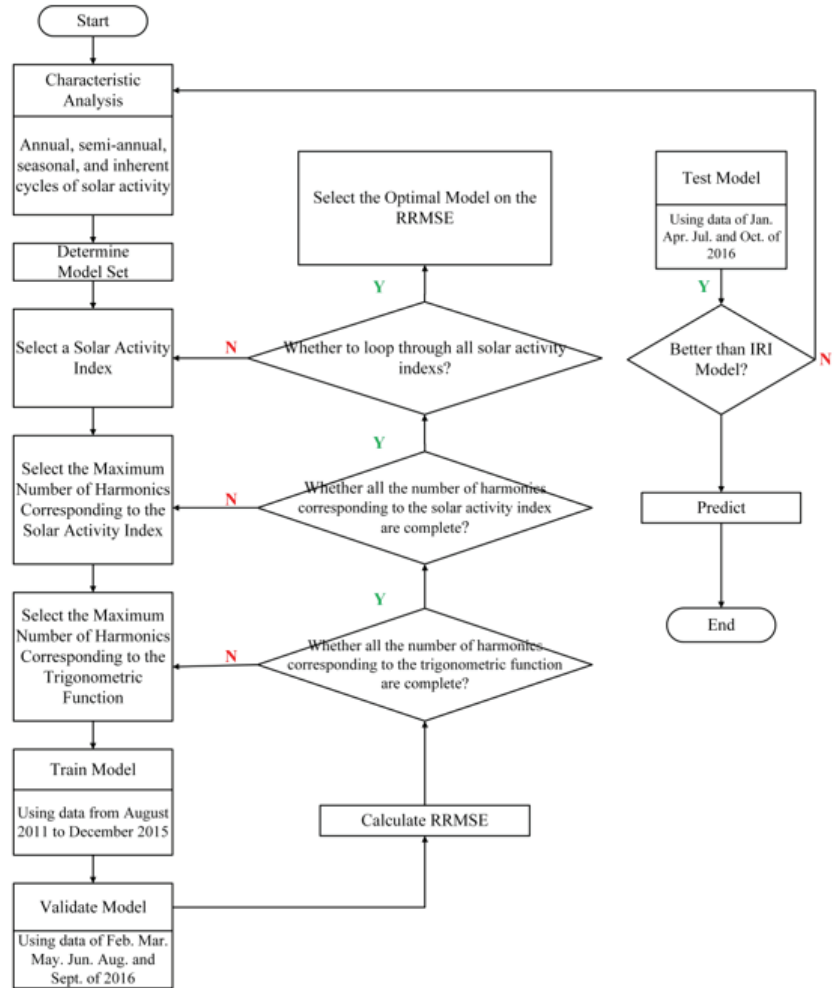 Start
Characteristic
Analysis
Annual, semi-annual,
seasonal, and inherent
cycles of solar activity
Determine
Model Set
Select a Solar Activity
Index
Select the Maximum
Number of Harmonics
Corresponding to the
Solar Activity Index
Select the Maximum
Number of Harmonics
Corresponding to the
Trigonometric
Function
Train Model
Using data from August
2011 to December 2015
Validate Model
Using data of Feb. Mar.
May. Jun. Aug. and
Sept. of 2016
Calculate RRMSE
Whether all the number of harmonics
corresponding to the trigonometric function
are complete?
N
Y
Whether all the number of harmonics
corresponding to the solar activity index
are complete?
N
Y
Whether to loop through all solar activity
indexs?
N
Y
Select the Optimal Model on the
RRMSE
Test Model
Using data of Jan.
Apr. Jul. and Oct. of
2016
Y
Better than IRI
Model?
N
Predict
End